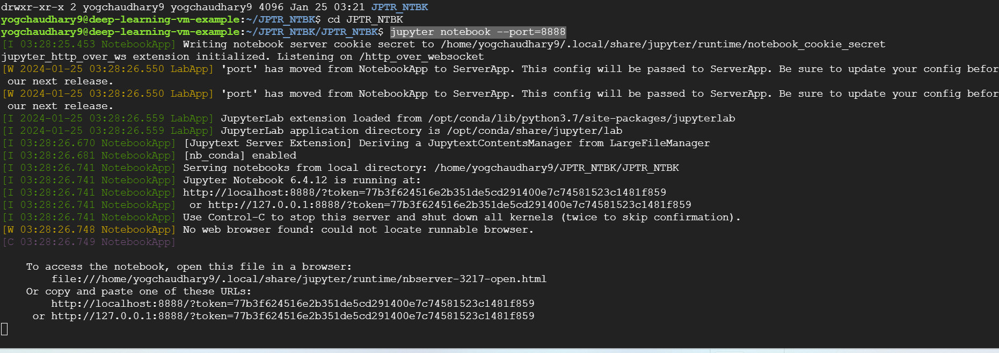 drwxr-xr-x 2 yogchaudhary9 yogchaudhary9 4096 Jan 25 03:21 JPTR_NTBK
yogchaudhary9@deep-learning-vm-example:~/JPTR_NTBK$ cd JPTR_NTBK
yogchaudhary9@deep-learning-vm-example:~/JPTR_NTBK/JPTR_NTBK$ jupyter notebook --port=8888
[I 03:28:25.453 NotebookApp] Writing notebook server cookie secret to /home/yogchaudhary9/.local/share/jupyter/runtime/notebook_cookie_secret
jupyter_http_over_ws extension initialized. Listening on /http_over_websocket
[W 2024-01-25 03:28:26.550 LabApp] 'port' has moved from NotebookApp to ServerApp. This config will be passed to ServerApp. Be sure to update your config befor
our next release.
[W 2024-01-25 03:28:26.550 LabApp] 'port' has moved from NotebookApp to ServerApp. This config will be passed to ServerApp. Be sure to update your config befor
our next release.
[I 2024-01-25 03:28:26.559 LabApp] JupyterLab extension loaded from /opt/conda/lib/python3.7/site-packages/jupyterlab
[I 2024-01-25 03:28:26.559 LabApp] JupyterLab application directory is /opt/conda/share/jupyter/lab
[I 03:28:26.670 NotebookApp] [Jupytext Server Extension] Deriving a JupytextContentsManager from LargeFileManager
[I 03:28:26.681 NotebookApp] [nb_conda] enabled
[I 03:28:26.741 NotebookApp] Serving notebooks from local directory: /home/yogchaudhary9/JPTR_NTBK/JPTR_NTBK
[I 03:28:26.741 NotebookApp] Jupyter Notebook 6.4.12 is running at:
[I 03:28:26.741 NotebookApp] http://localhost:8888/?token=77b3f624516e2b351de5cd291400e7c74581523c1481f859
[I 03:28:26.741 NotebookApp]  or http://127.0.0.1:8888/?token=77b3f624516e2b351de5cd291400e7c74581523c1481f859
[I 03:28:26.741 NotebookApp] Use Control-C to stop this server and shut down all kernels (twice to skip confirmation).
[W 03:28:26.748 NotebookApp] No web browser found: could not locate runnable browser.
[C 03:28:26.749 NotebookApp]
To access the notebook, open this file in a browser:
file:///home/yogchaudhary9/.local/share/jupyter/runtime/nbserver-3217-open.html
Or copy and paste one of these URLs:
http://localhost:8888/?token=77b3f624516e2b351de5cd291400e7c74581523c1481f859
or http://127.0.0.1:8888/?token=77b3f624516e2b351de5cd291400e7c74581523c1481f859